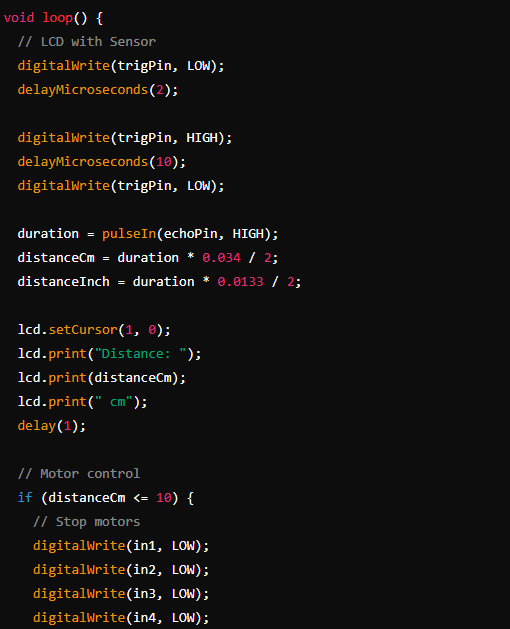 void loop() {
  // LCD with Sensor
  digitalWrite(trigPin, LOW);
  delayMicroseconds(2);

  digitalWrite(trigPin, HIGH);
  delayMicroseconds(10);
  digitalWrite(trigPin, LOW);

  duration = pulseIn(echoPin, HIGH);
  distanceCm = duration * 0.034 / 2;
  distanceInch = duration * 0.0133 / 2;

  lcd.setCursor(1, 0);
  lcd.print("Distance: ");
  lcd.print(distanceCm);
  lcd.print(" cm");
  delay(1);

  // Motor control
  if (distanceCm <= 10) {
    // Stop motors
    digitalWrite(in1, LOW);
    digitalWrite(in2, LOW);
    digitalWrite(in3, LOW);
    digitalWrite(in4, LOW);